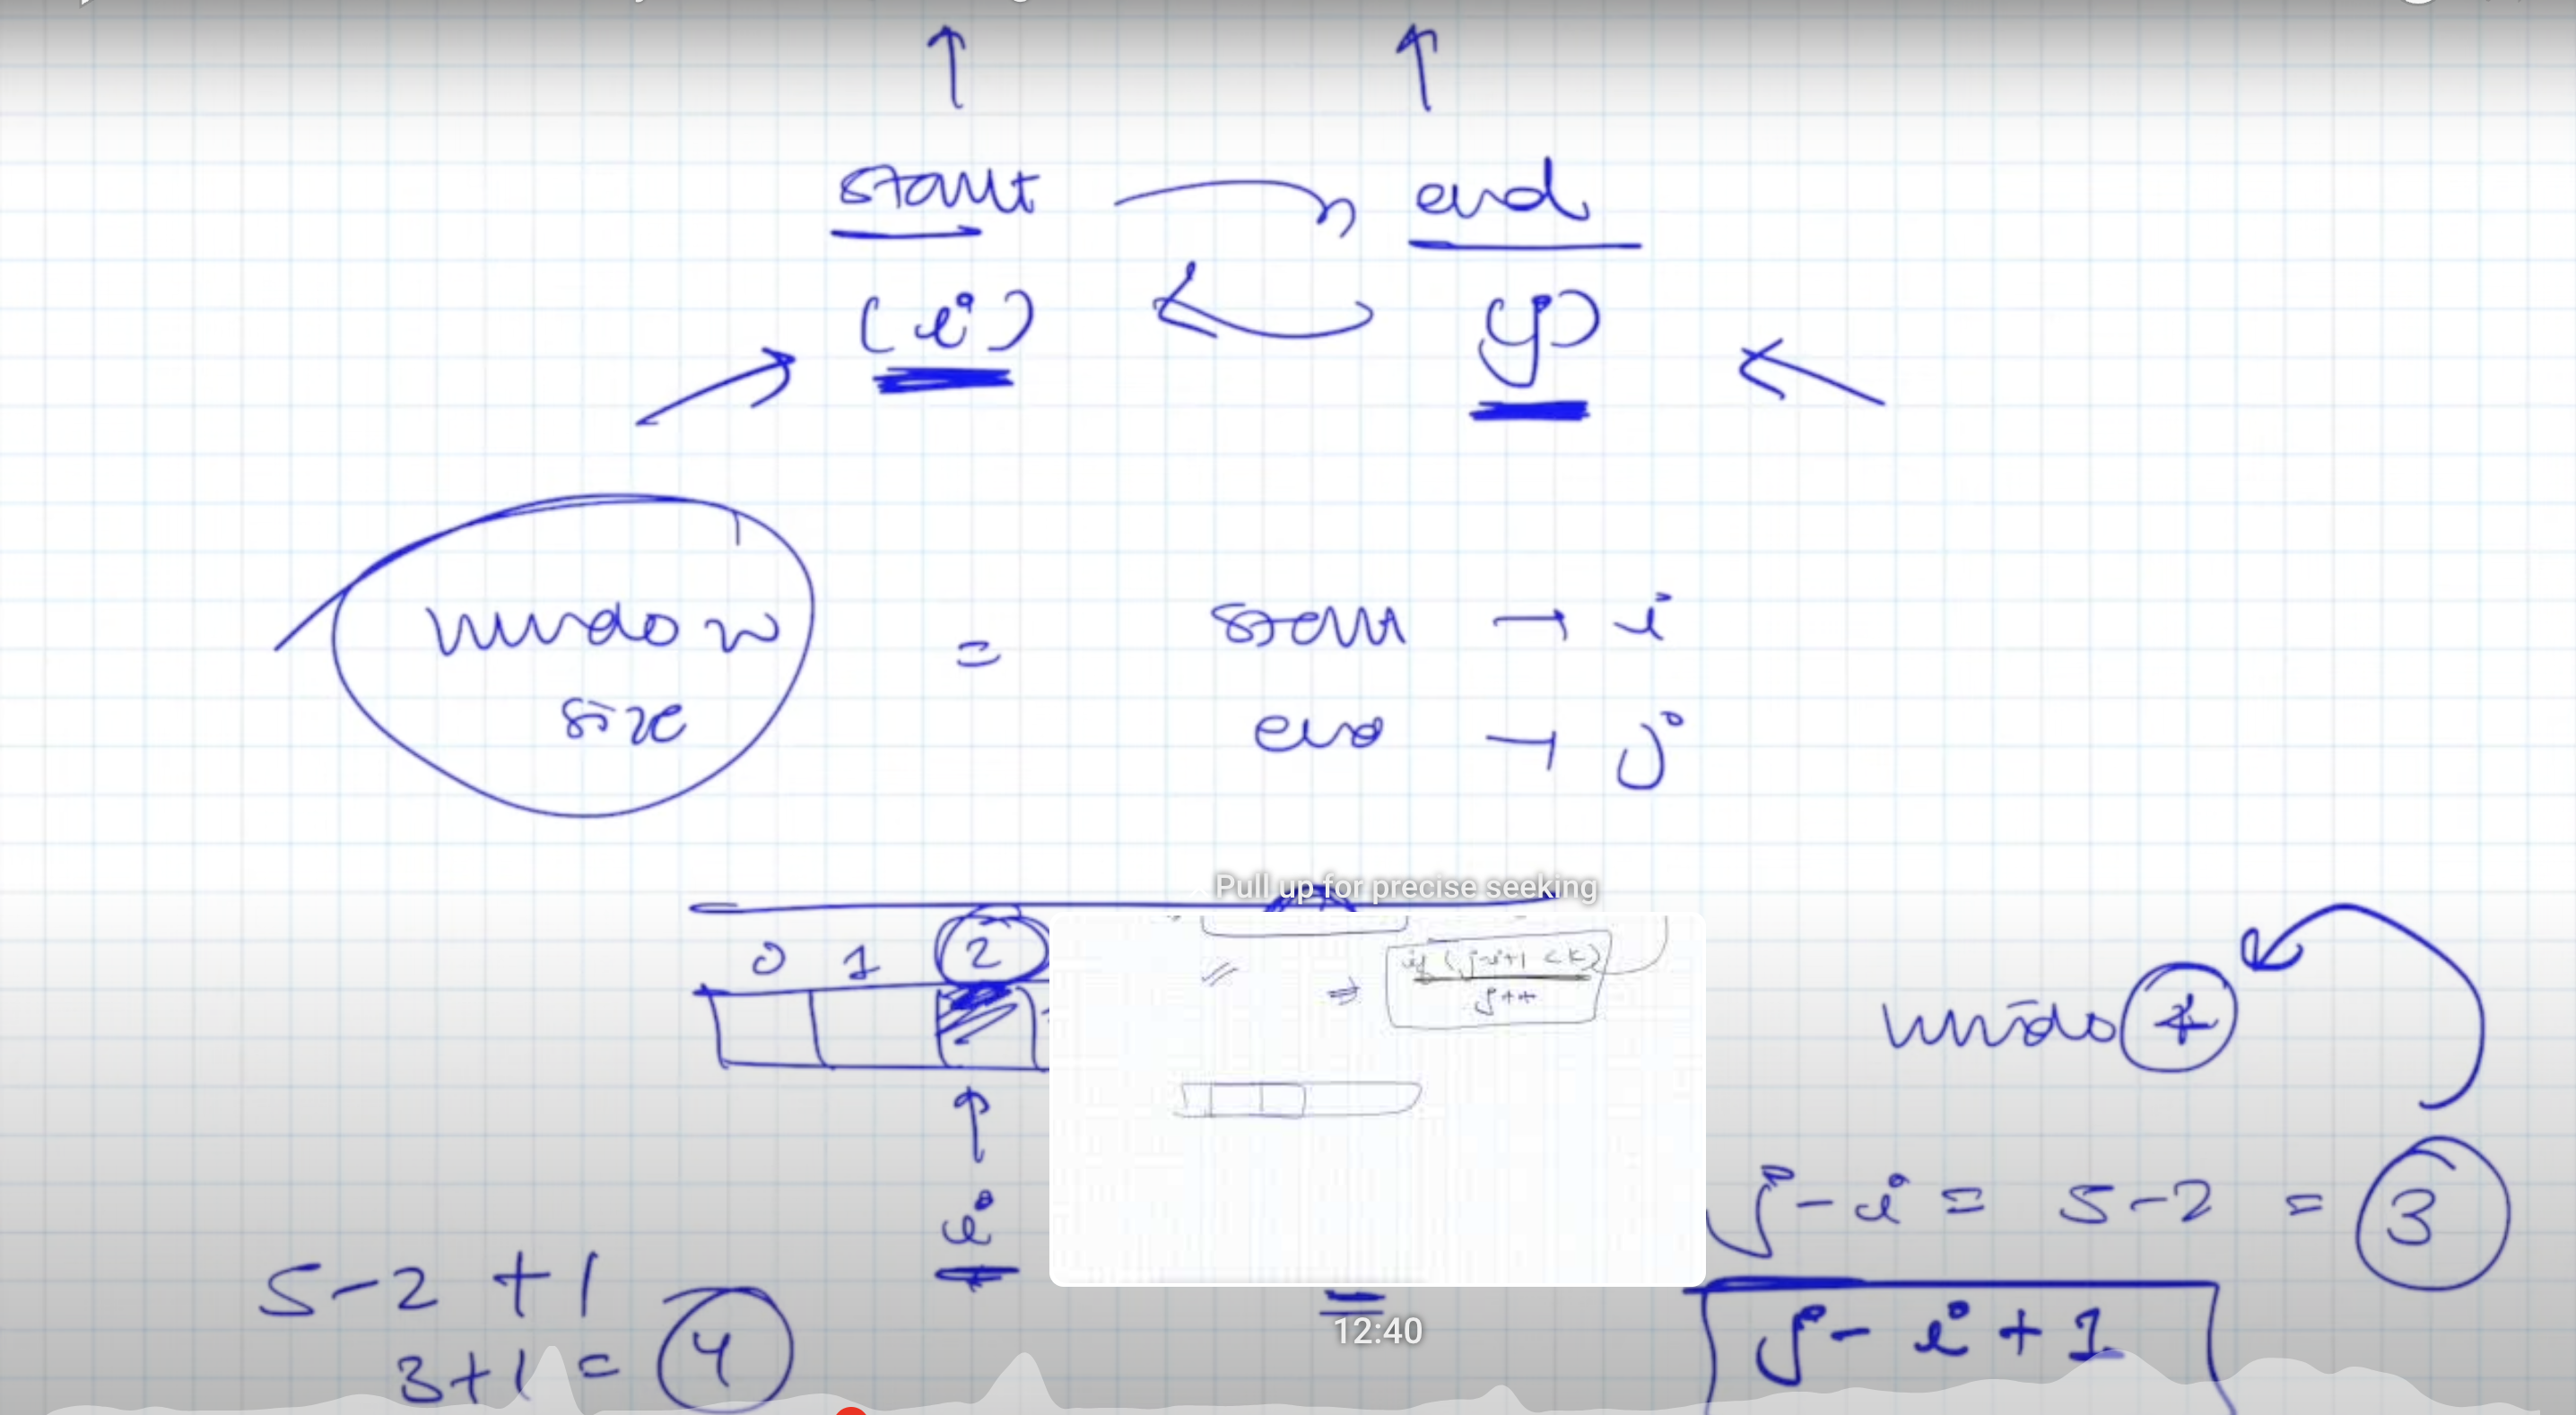 start end
(i) (j)
window = start → i
size end → j
Pull up for precise seeking
0 1 2
if (j-i+1 < k)
j++
window 4
i
j - i = 5 - 2 = 3
5 - 2 + 1
3 + 1 = 4
j - i + 1
12:40